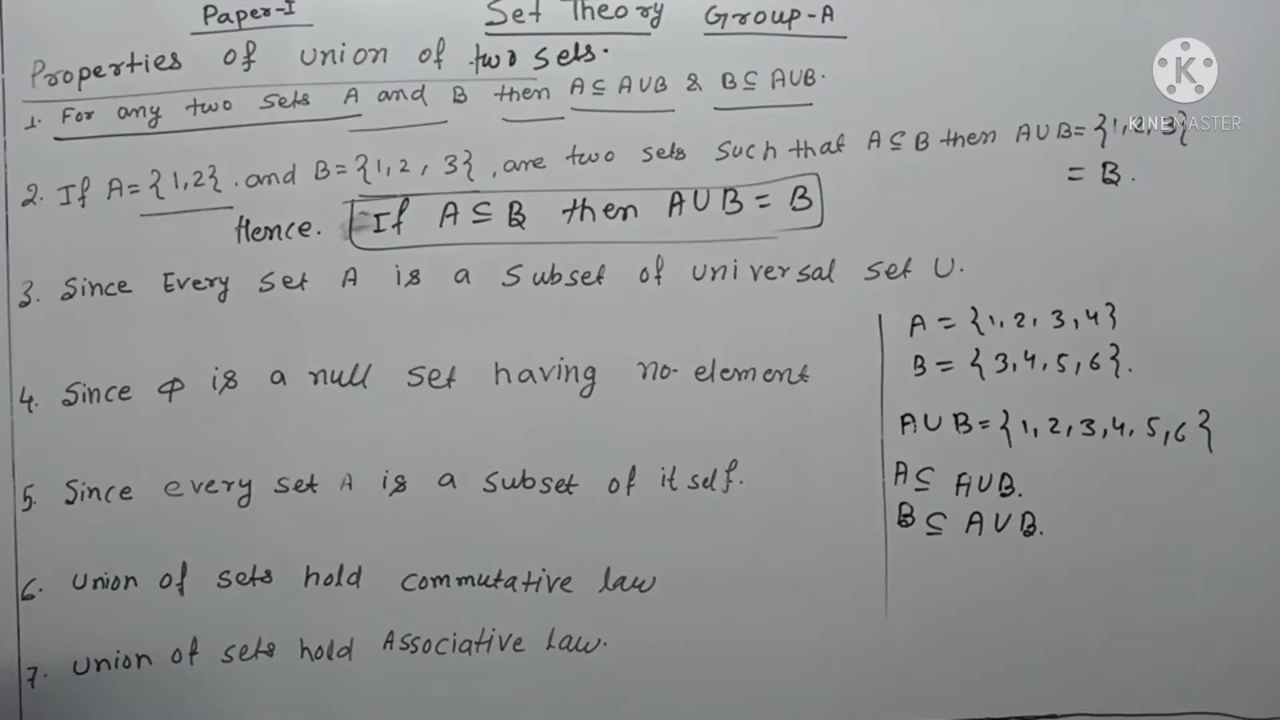 Paper-I Set Theory Group-A
Properties of union of two sets.
1. For any two sets A and B then A⊆A∪B & B⊆A∪B.
2. If A={1,2}. and B={1,2,3}, are two sets such that A⊆B then A∪B={1,2,3}
= B.
Hence. If A⊆B then A∪B=B
3. Since Every set A is a subset of universal set U.
4. Since φ is a null set having no-element
5. Since every set A is a subset of itself.
6. Union of sets hold commutative law
7. Union of sets hold Associative Law.
A={1,2,3,4}
B={3,4,5,6}.
A∪B={1,2,3,4,5,6}
A⊆ A∪B.
B⊆ A∪B.
K
KINEMASTER